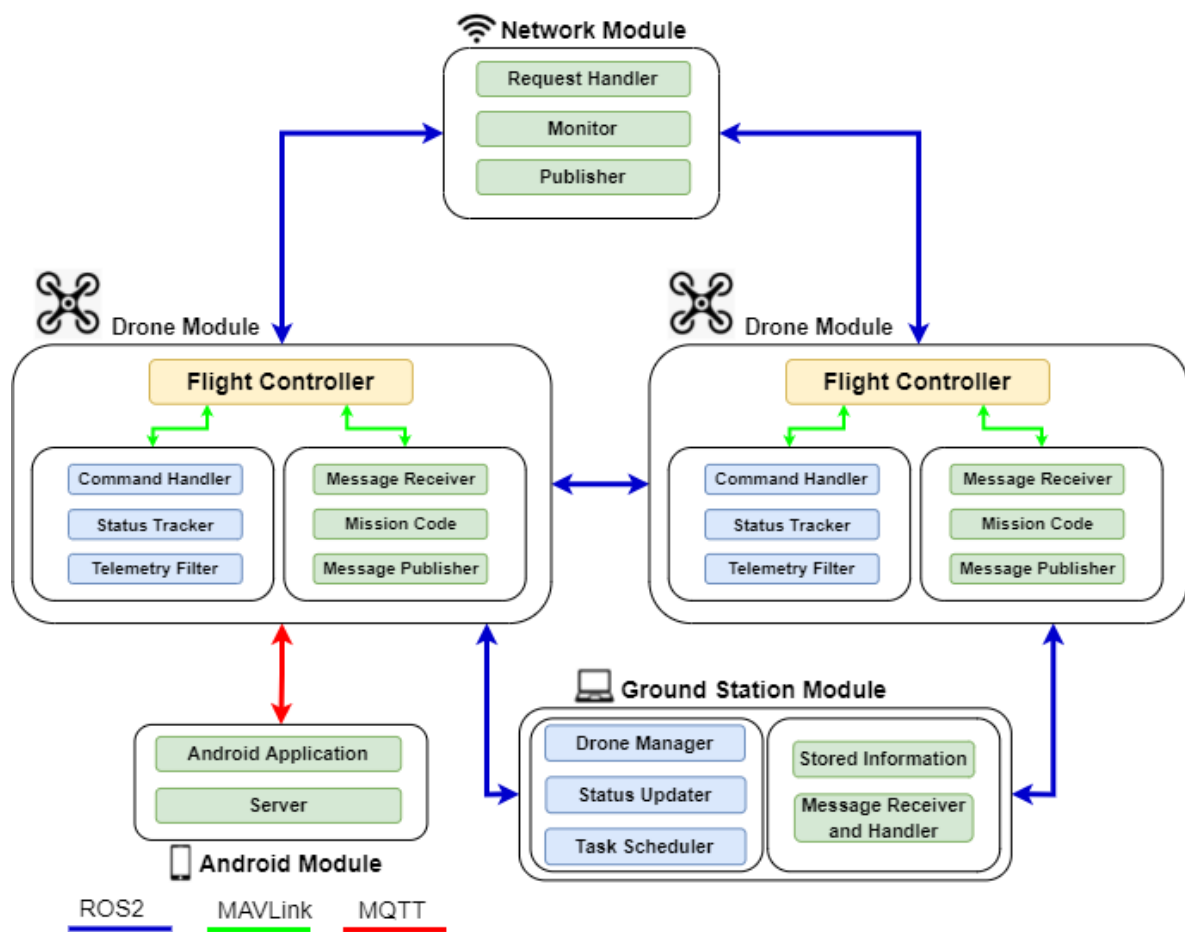 Network Module
Request Handler
Monitor
Publisher
Drone Module
Flight Controller
Command Handler
Status Tracker
Telemetry Filter
Message Receiver
Mission Code
Message Publisher
Drone Module
Flight Controller
Command Handler
Status Tracker
Telemetry Filter
Message Receiver
Mission Code
Message Publisher
Android Application
Server
Android Module
Ground Station Module
Drone Manager
Status Updater
Task Scheduler
Stored Information
Message Receiver
and Handler
ROS2
MAVLink
MQTT